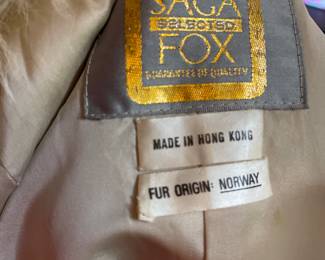 SAGA
SELECTED
FOX
GUARANTEE OF QUALITY
MADE IN HONG KONG
FUR ORIGIN: NORWAY